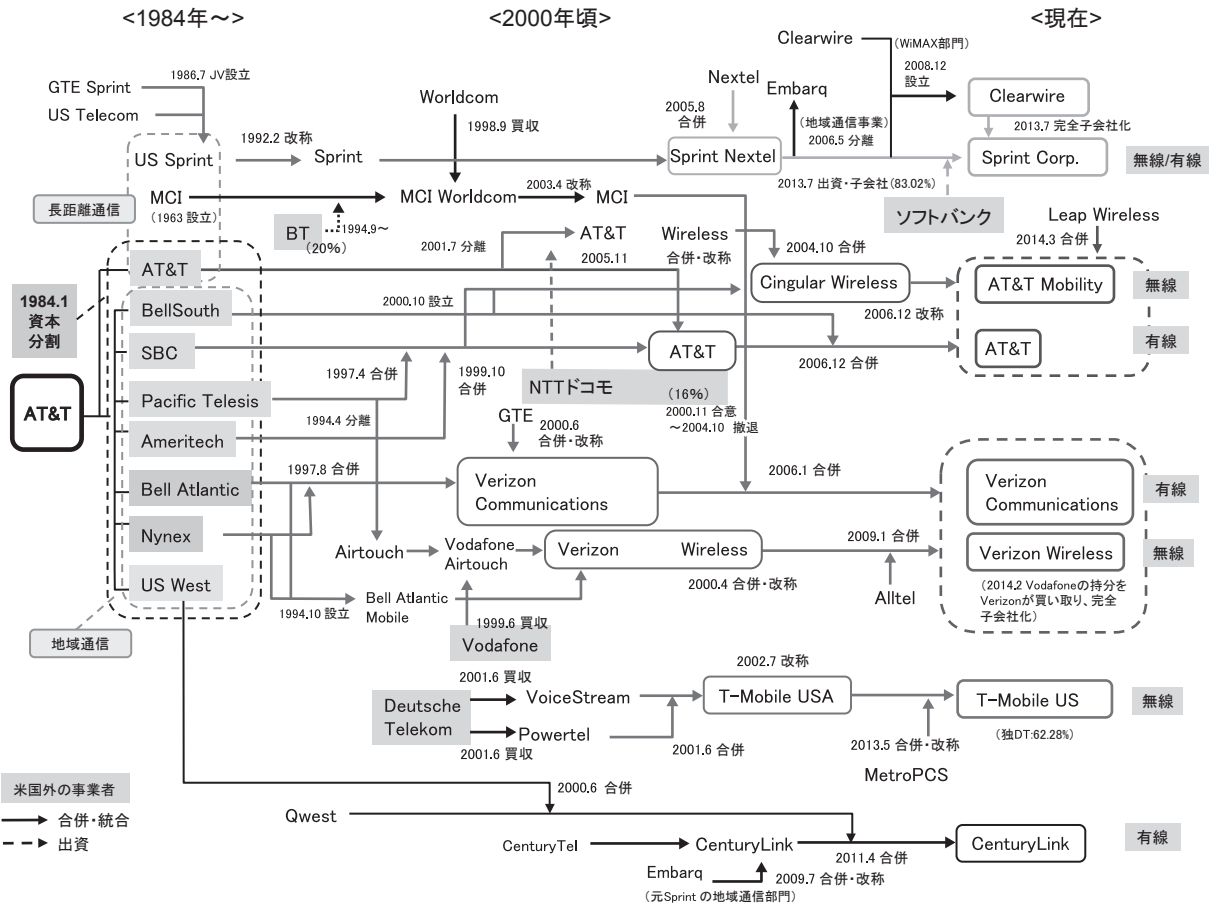 <1984年～>
<2000年頃>
<現在>
GTE Sprint
1986.7 JV設立
US Telecom
US Sprint
1992.2 改称
Sprint
Worldcom
1998.9 買収
Nextel
2005.8
合併
Sprint Nextel
Embarq
(地域通信事業)
2006.5 分離
Clearwire
(WiMAX部門)
2008.12
設立
Clearwire
2013.7 完全子会社化
Sprint Corp.
無線/有線
2013.7 出資・子会社(83.02%)
ソフトバンク
長距離通信
MCI
(1963 設立)
BT
1994.9～
(20%)
MCI Worldcom
2003.4 改称
MCI
2001.7 分離
AT&T
2005.11
Wireless
合併・改称
2004.10 合併
Cingular Wireless
2006.12 改称
Leap Wireless
2014.3 合併
AT&T Mobility
無線
AT&T
有線
1984.1
資本
分割
AT&T
AT&T
BellSouth
SBC
Pacific Telesis
Ameritech
Bell Atlantic
Nynex
US West
地域通信
2000.10 設立
1997.4 合併
1999.10
合併
1994.4 分離
AT&T
2006.12 合併
NTTドコモ
(16%)
2000.11 合意
～2004.10 撤退
GTE
2000.6
合併・改称
1997.8 合併
Verizon
Communications
2006.1 合併
Verizon
Communications
有線
Airtouch
Vodafone
Airtouch
Verizon Wireless
2000.4 合併・改称
2009.1 合併
Alltel
Verizon Wireless
無線
(2014.2 Vodafoneの持分を
Verizonが買い取り、完全
子会社化)
1994.10 設立
Bell Atlantic
Mobile
1999.6 買収
Vodafone
2001.6 買収
Deutsche
Telekom
VoiceStream
Powertel
2001.6 買収
2001.6 合併
2002.7 改称
T-Mobile USA
2013.5 合併・改称
MetroPCS
T-Mobile US
(独DT:62.28%)
無線
米国外の事業者
合併・統合
出資
2000.6 合併
Qwest
CenturyTel
CenturyLink
2011.4 合併
CenturyLink
有線
Embarq
2009.7 合併・改称
(元Sprint の地域通信部門)